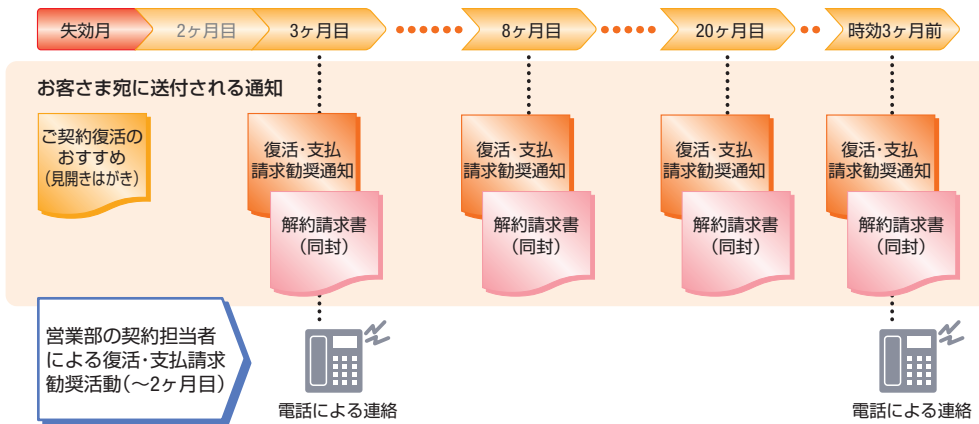 失効月
2ヶ月目
3ヶ月目
8ヶ月目
20ヶ月目
時効3ヶ月前
お客さま宛に送付される通知
ご契約復活の
おすすめ
(見開きはがき)
復活・支払
請求勧奨通知
解約請求書
(同封)
復活・支払
請求勧奨通知
解約請求書
(同封)
復活・支払
請求勧奨通知
解約請求書
(同封)
復活・支払
請求勧奨通知
解約請求書
(同封)
営業部の契約担当者
による復活・支払請求
勧奨活動(〜2ヶ月目)
電話による連絡
電話による連絡